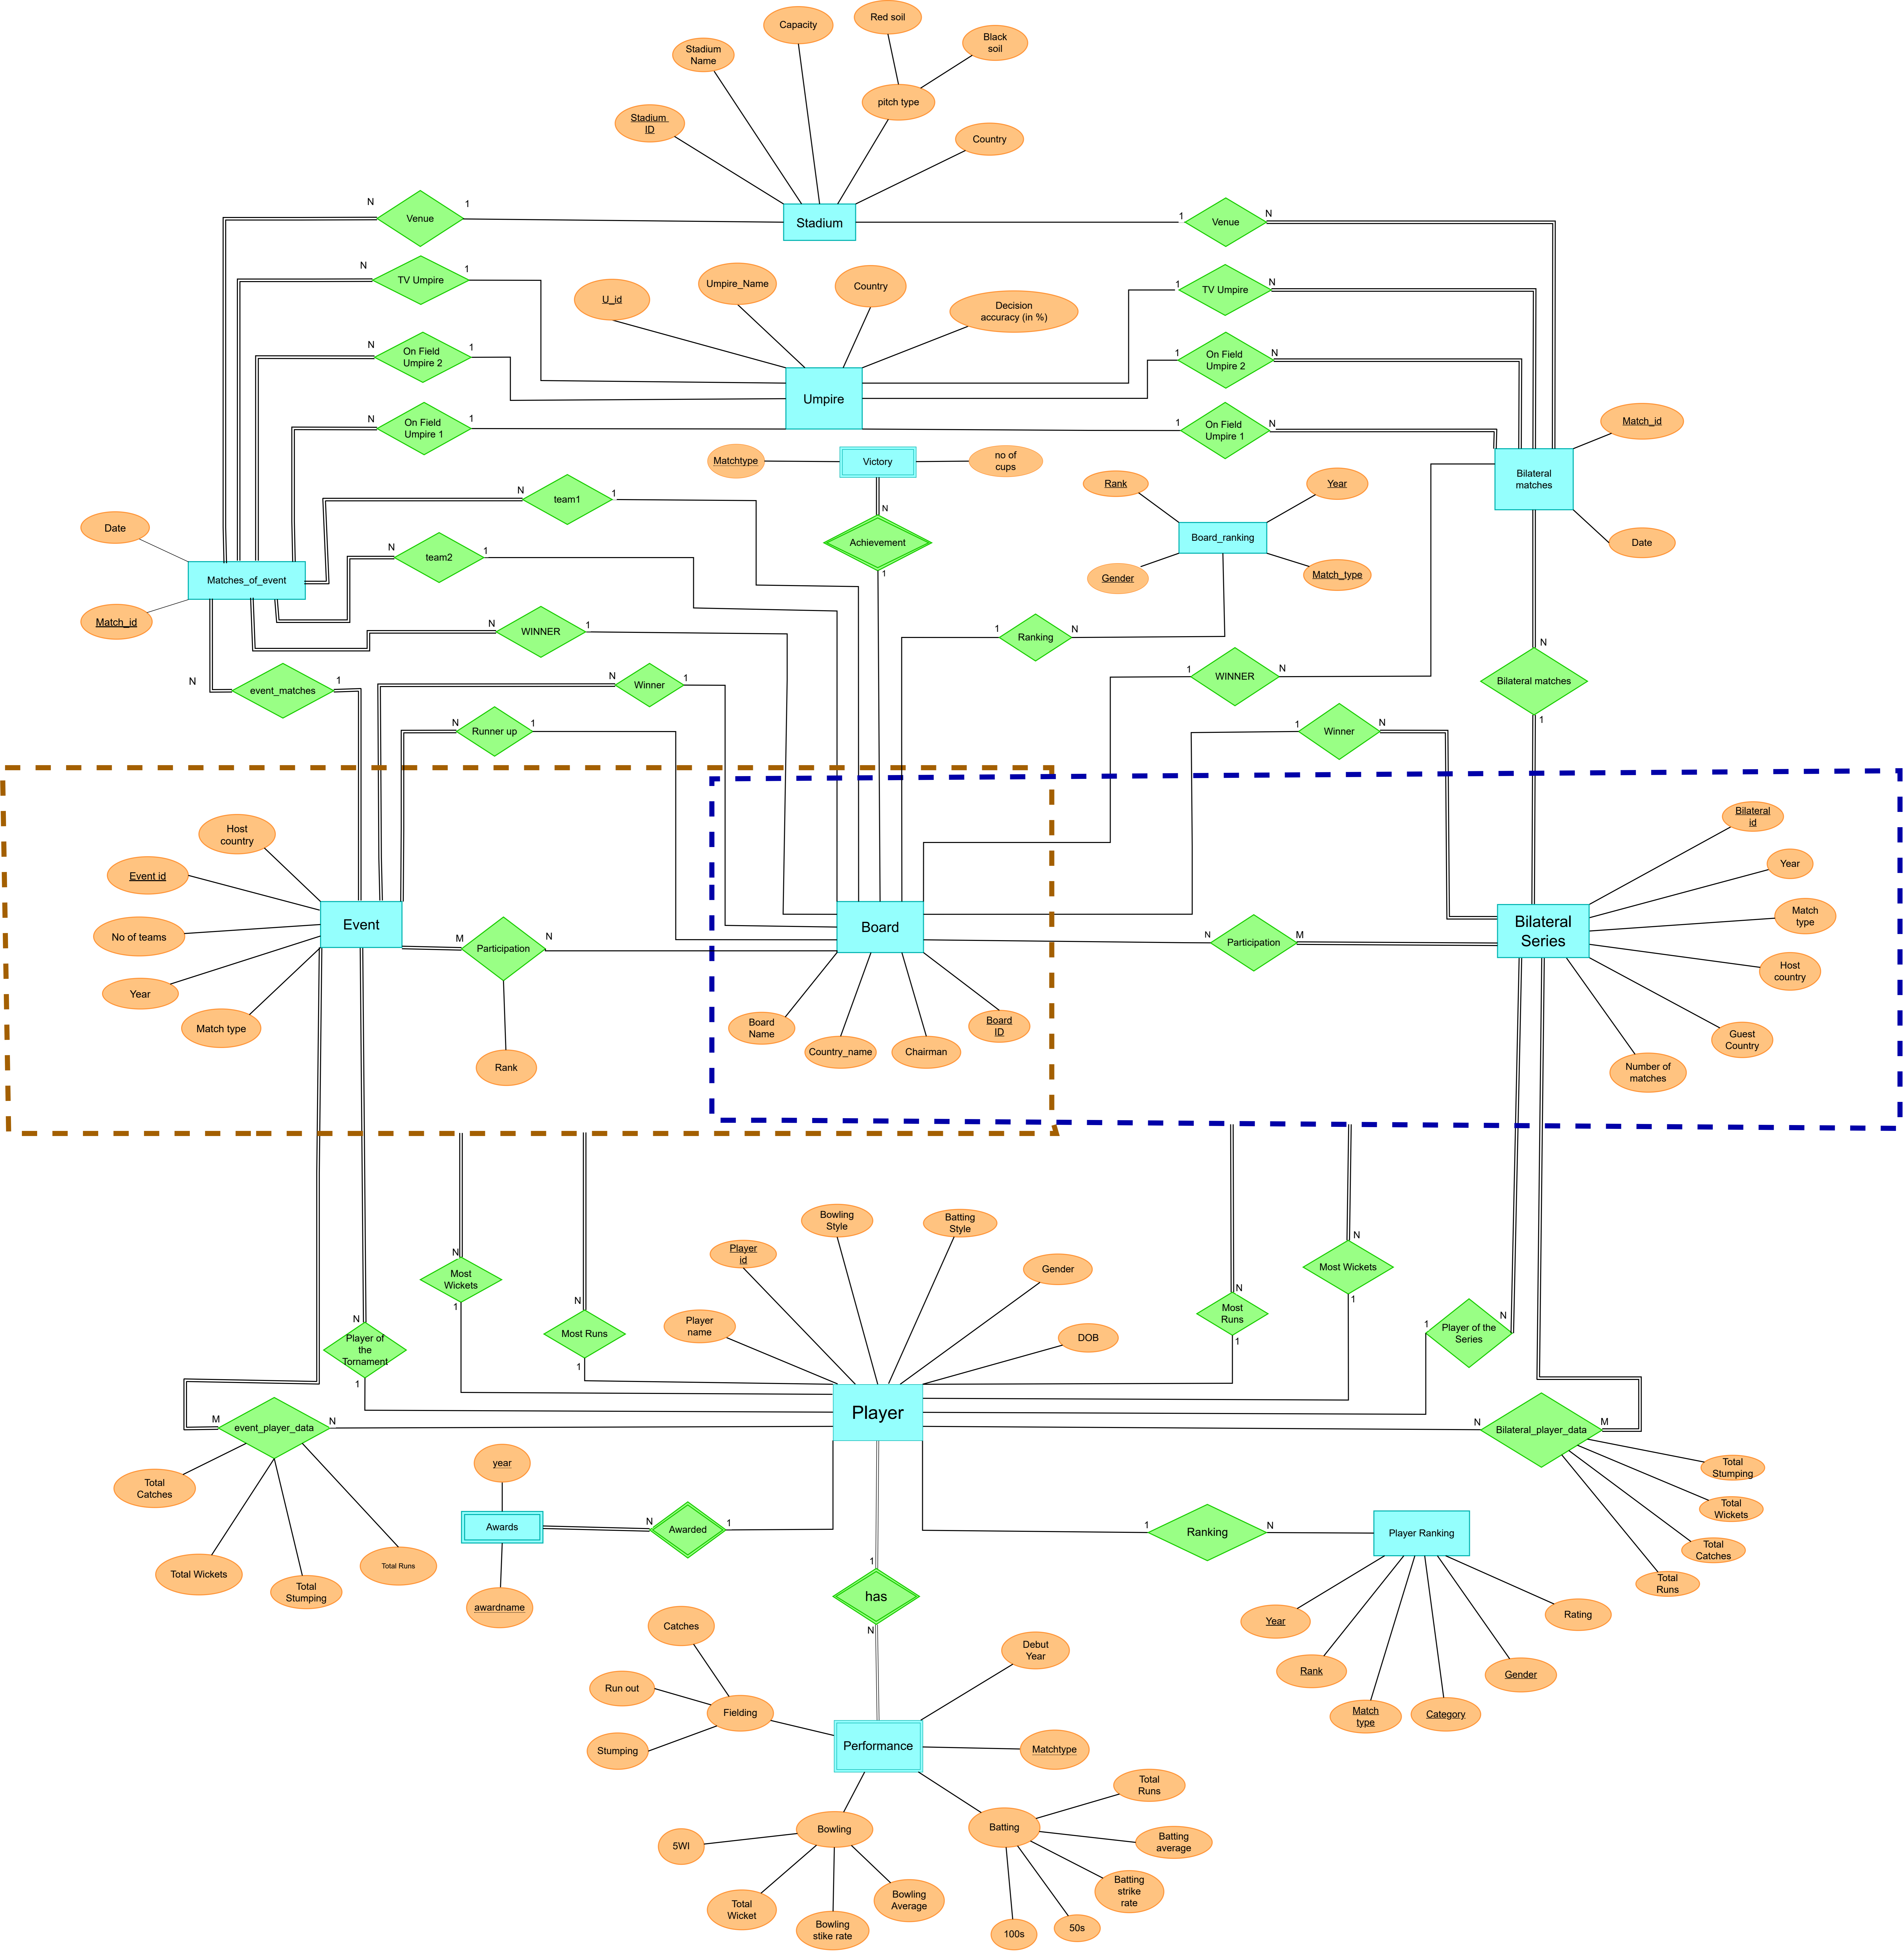 Red soil
Capacity
Black
soil
Stadium
Name
pitch type
Stadium
ID
Country
Venue
N
1
Stadium
1
Venue
N
N
TV Umpire
1
U_id
Umpire_Name
Country
Decision
accuracy (in %)
1
TV Umpire
N
N
On Field
Umpire 2
1
1
On Field
Umpire 2
N
Umpire
N
On Field
Umpire 1
1
1
On Field
Umpire 1
N
Match_id
Matchtype
Victory
no of
cups
Bilateral
matches
Rank
Year
N
team1
1
N
Date
Achievement
Board_ranking
Date
N
team2
1
1
Matches_of_event
Gender
Match_type
Match_id
N
WINNER
1
1
Ranking
N
N
N
event_matches
1
N
Winner
1
1
WINNER
N
Bilateral matches
1
N
Runner up
1
1
Winner
N
Host
country
Bilateral
id
Event id
Year
Event
Board
Bilateral
Series
Match
type
No of teams
M
Participation
N
N
Participation
M
Host
country
Year
Match type
Board
Name
Country_name
Chairman
Board
ID
Guest
Country
Rank
Number of
matches
Bowling
Style
Batting
Style
Player
id
Gender
N
Most
Wickets
1
N
Most Wickets
1
Player
name
DOB
N
Most Runs
1
N
Most
Runs
1
1
Player of the
Series
N
N
Player of
the
Tornament
1
Player
M
event_player_data
N
N
Bilateral_player_data
M
Total
Catches
year
Total
Stumping
Awards
N
Awarded
1
1
Ranking
N
Player Ranking
Total
Wickets
Total
Catches
Total Wickets
Total
Stumping
Total Runs
1
has
N
Total
Runs
awardname
Year
Rating
Catches
Debut
Year
Rank
Gender
Run out
Fielding
Match
type
Category
Stumping
Performance
Matchtype
Total
Runs
5WI
Bowling
Batting
Batting
average
Total
Wicket
Bowling
stike rate
Bowling
Average
Batting
strike
rate
100s
50s